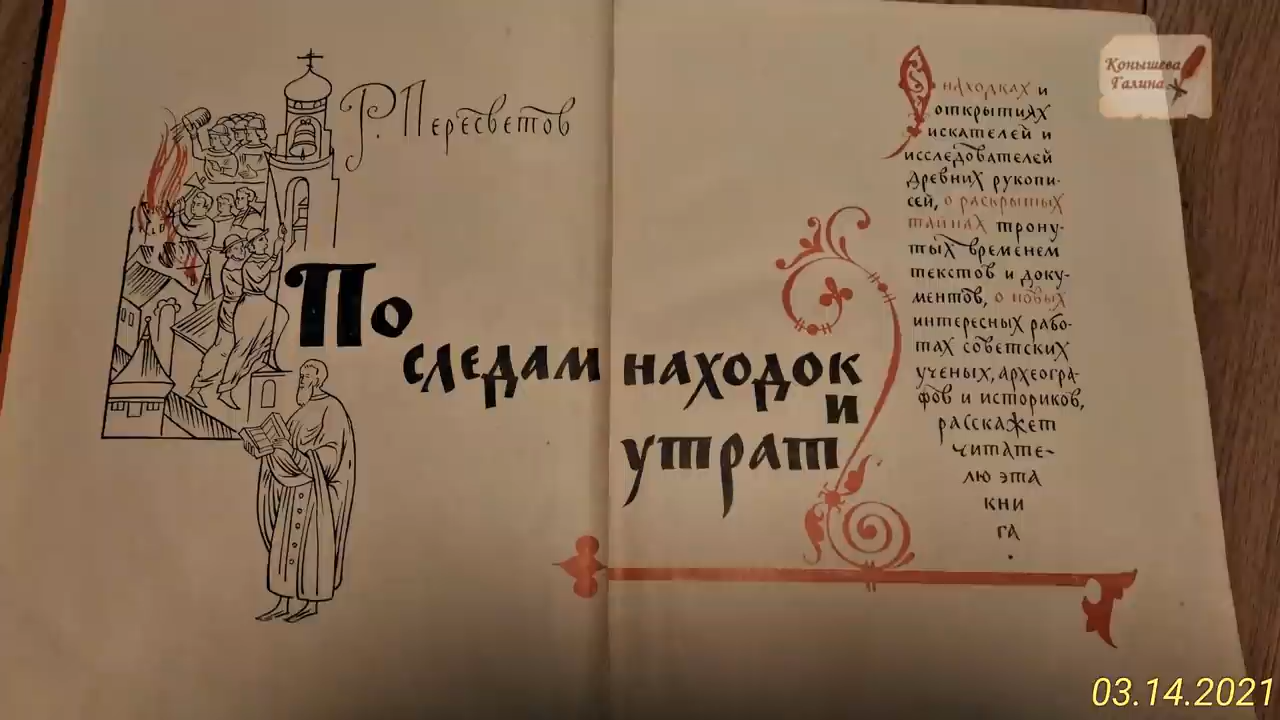 Р. Пересветов
По
следам находок
и
утрат
О находках и
открытиях
искателей и
исследователей
древних рукопи-
сей, о раскрытых
тайнах трону-
тых временем
текстов и доку-
ментов, о новых
интересных рабо-
тах советских
ученых, археогра-
фов и историков,
расскажет
читате-
лю эта
кни
га
.
Конышева
Галина
03.14.2021